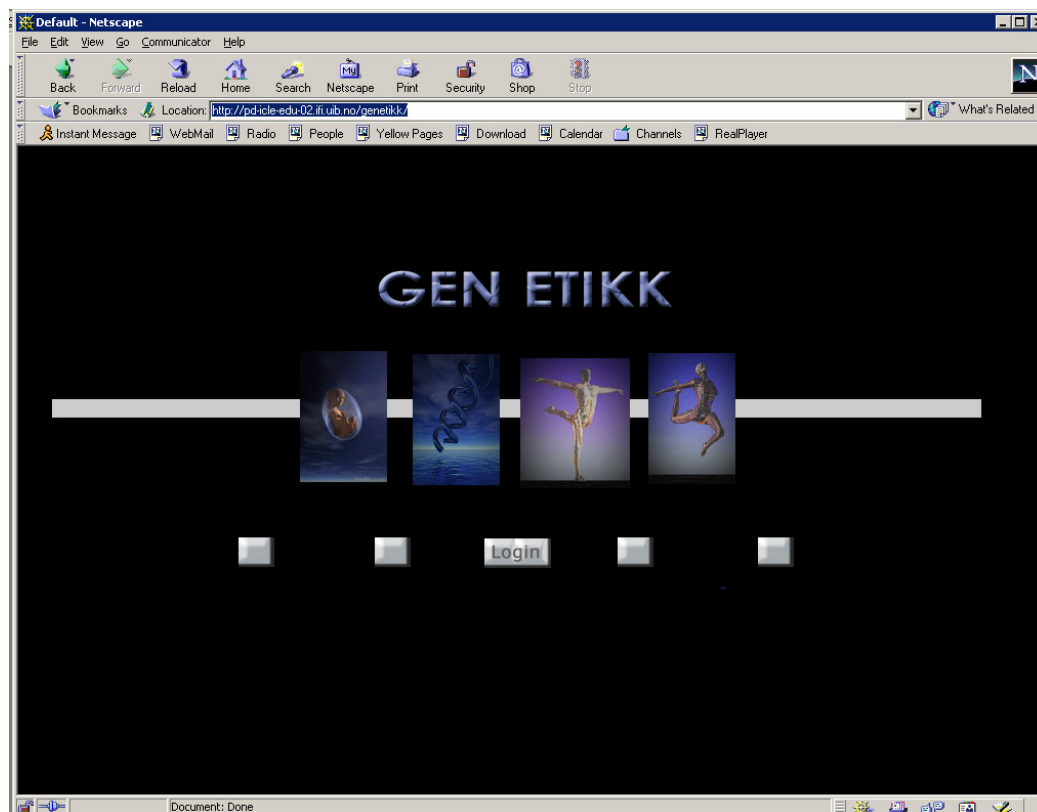 Default - Netscape
File Edit View Go Communicator Help
Back Forward Reload Home Search Netscape Print Security Shop Stop
Bookmarks Location: http://pd-icle-edu-02.ifi.uib.no/genetikk/ What's Related
Instant Message WebMail Radio People Yellow Pages Download Calendar Channels RealPlayer
GEN ETIKK
Login
Document: Done